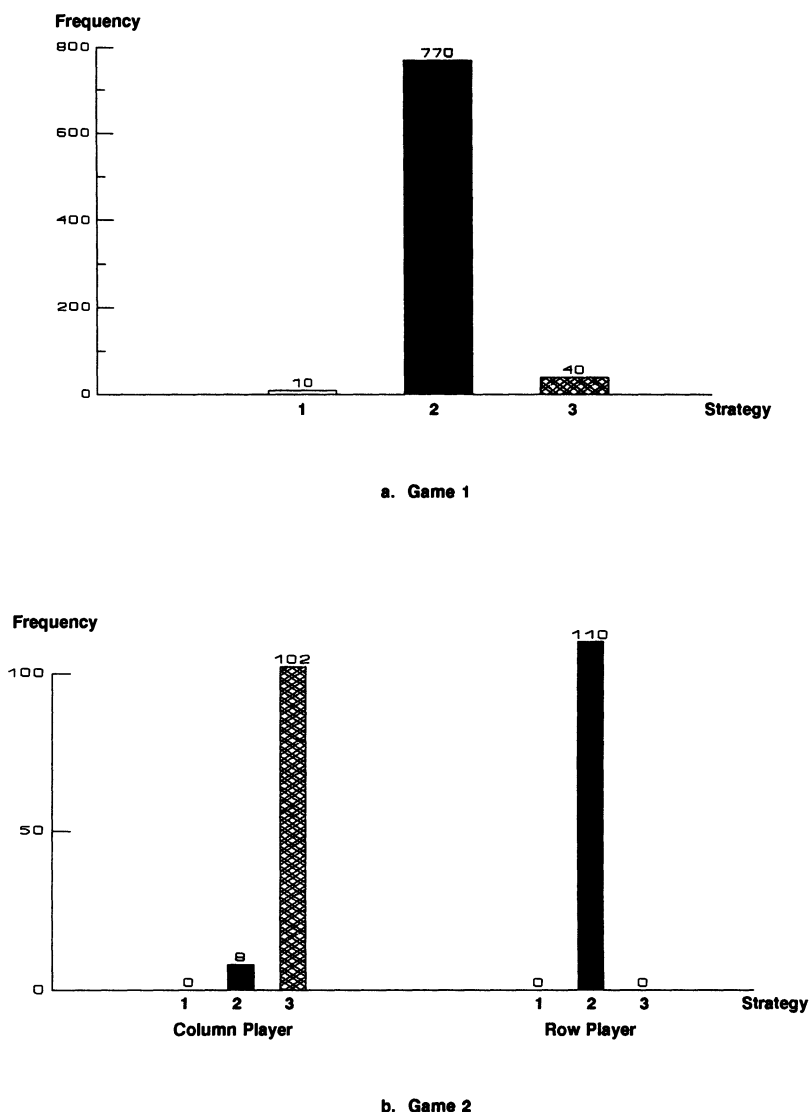 Frequency
800
770
600
400
200
40
10
0
1 2 3 Strategy
a. Game 1
Frequency
110
102
100
50
8
0 0 0
0
1 2 3 1 2 3 Strategy
Column Player Row Player
b. Game 2